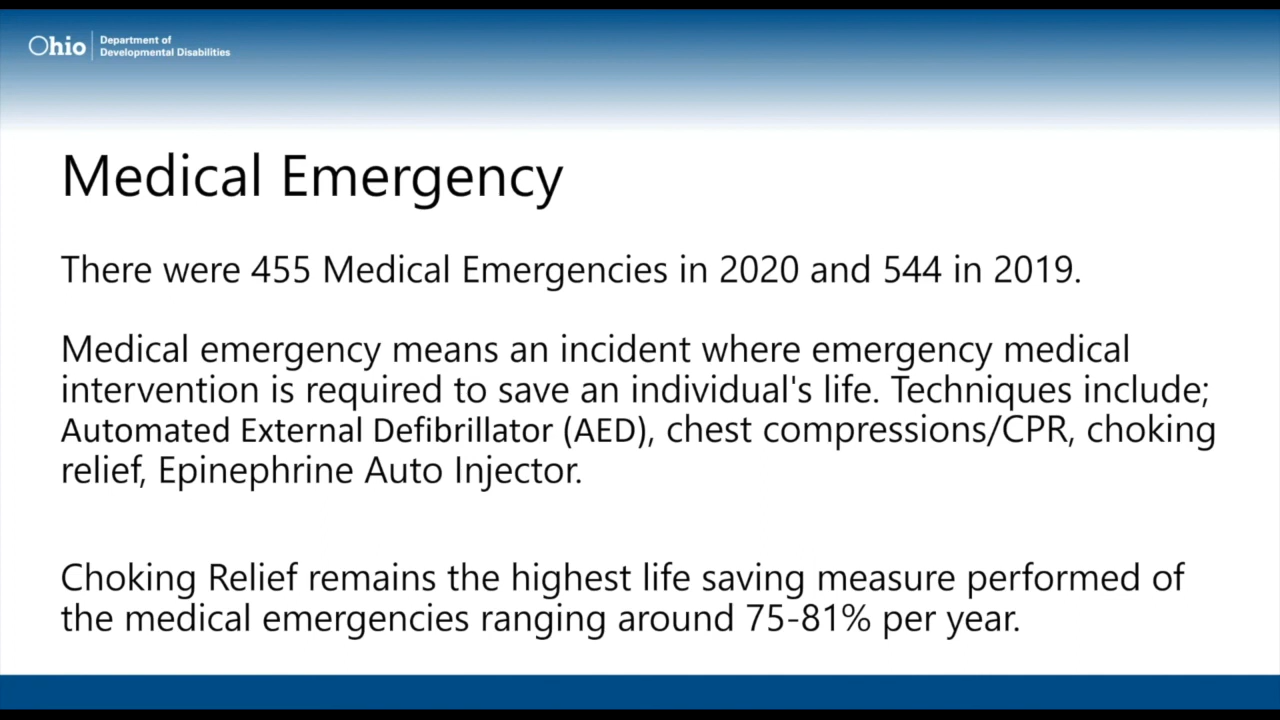 Ohio
Department of
Developmental Disabilities
Medical Emergency
There were 455 Medical Emergencies in 2020 and 544 in 2019.
Medical emergency means an incident where emergency medical
intervention is required to save an individual's life. Techniques include;
Automated External Defibrillator (AED), chest compressions/CPR, choking
relief, Epinephrine Auto Injector.
Choking Relief remains the highest life saving measure performed of
the medical emergencies ranging around 75-81% per year.